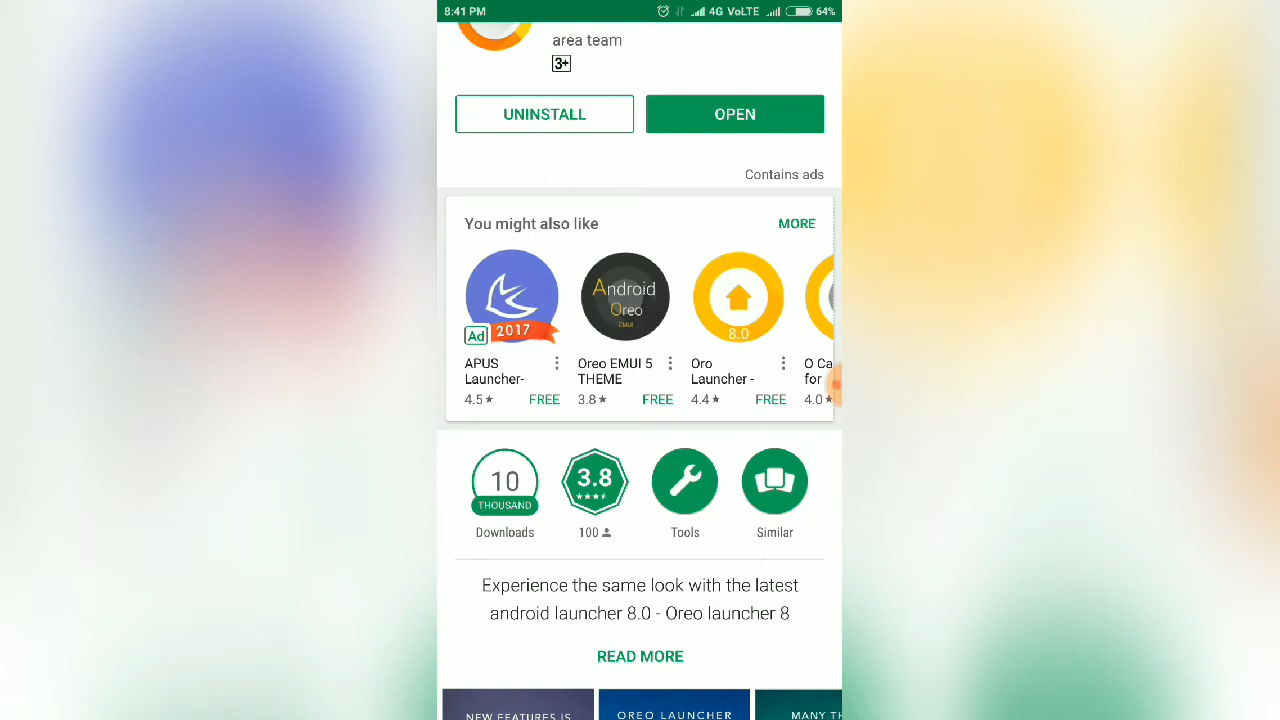 8:41 PM 4G VoLTE 64%
area team
3+
UNINSTALL OPEN
Contains ads
You might also like MORE
Android
Oreo
EMUI
8.0
Ad 2017
APUS Oreo EMUI 5 Oro O Ca
Launcher- THEME Launcher - for
4.5★ FREE 3.8★ FREE 4.4★ FREE 4.0★
10 3.8
THOUSAND
Downloads 100 Tools Similar
Experience the same look with the latest
android launcher 8.0 - Oreo launcher 8
READ MORE
NEW FEATURES IS OREO LAUNCHER MANY TH